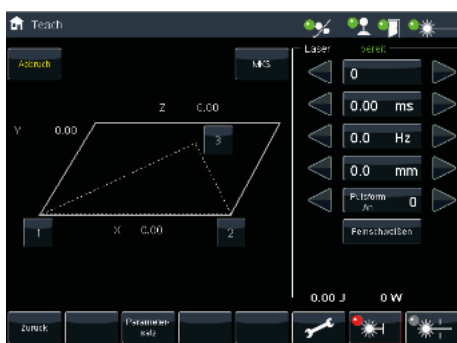 Teach
Laser bereit
Abbruch
MKS
0
Z 0.00
0.00 ms
Y 0.00
3
0.0 Hz
0.0 mm
Pulsform
An 0
1
X 0.00
2
Feinschweißen
0.00 J 0 W
Zurück
Parameter-
satz